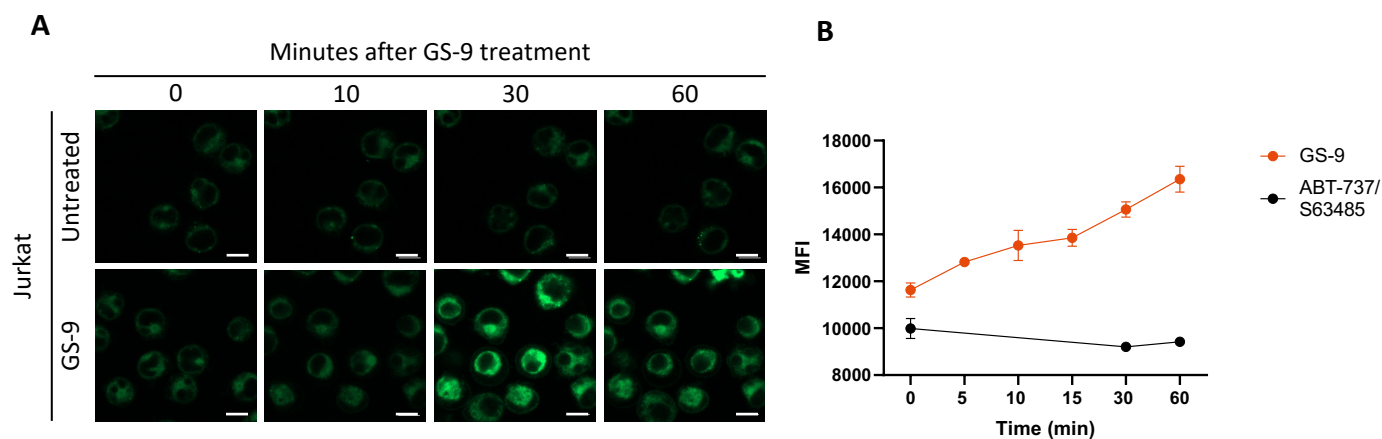 A
Minutes after GS-9 treatment
0 10 30 60
Jurkat
Untreated
GS-9
B
MFI
18000
16000
14000
12000
10000
8000
0 5 10 15 30 60
Time (min)
GS-9
ABT-737/
S63485